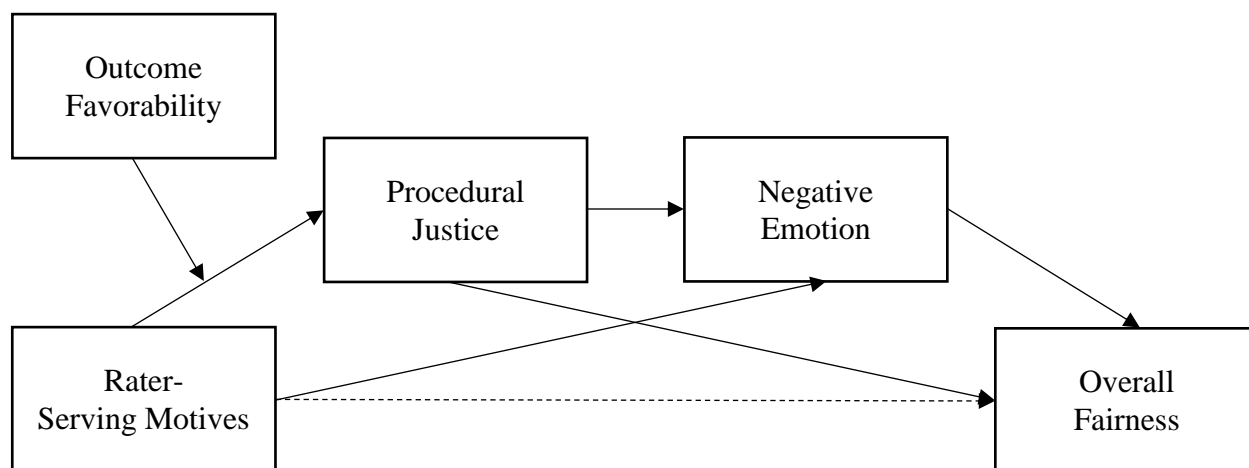 Outcome
Favorability
Procedural
Justice
Negative
Emotion
Rater-
Serving Motives
Overall
Fairness